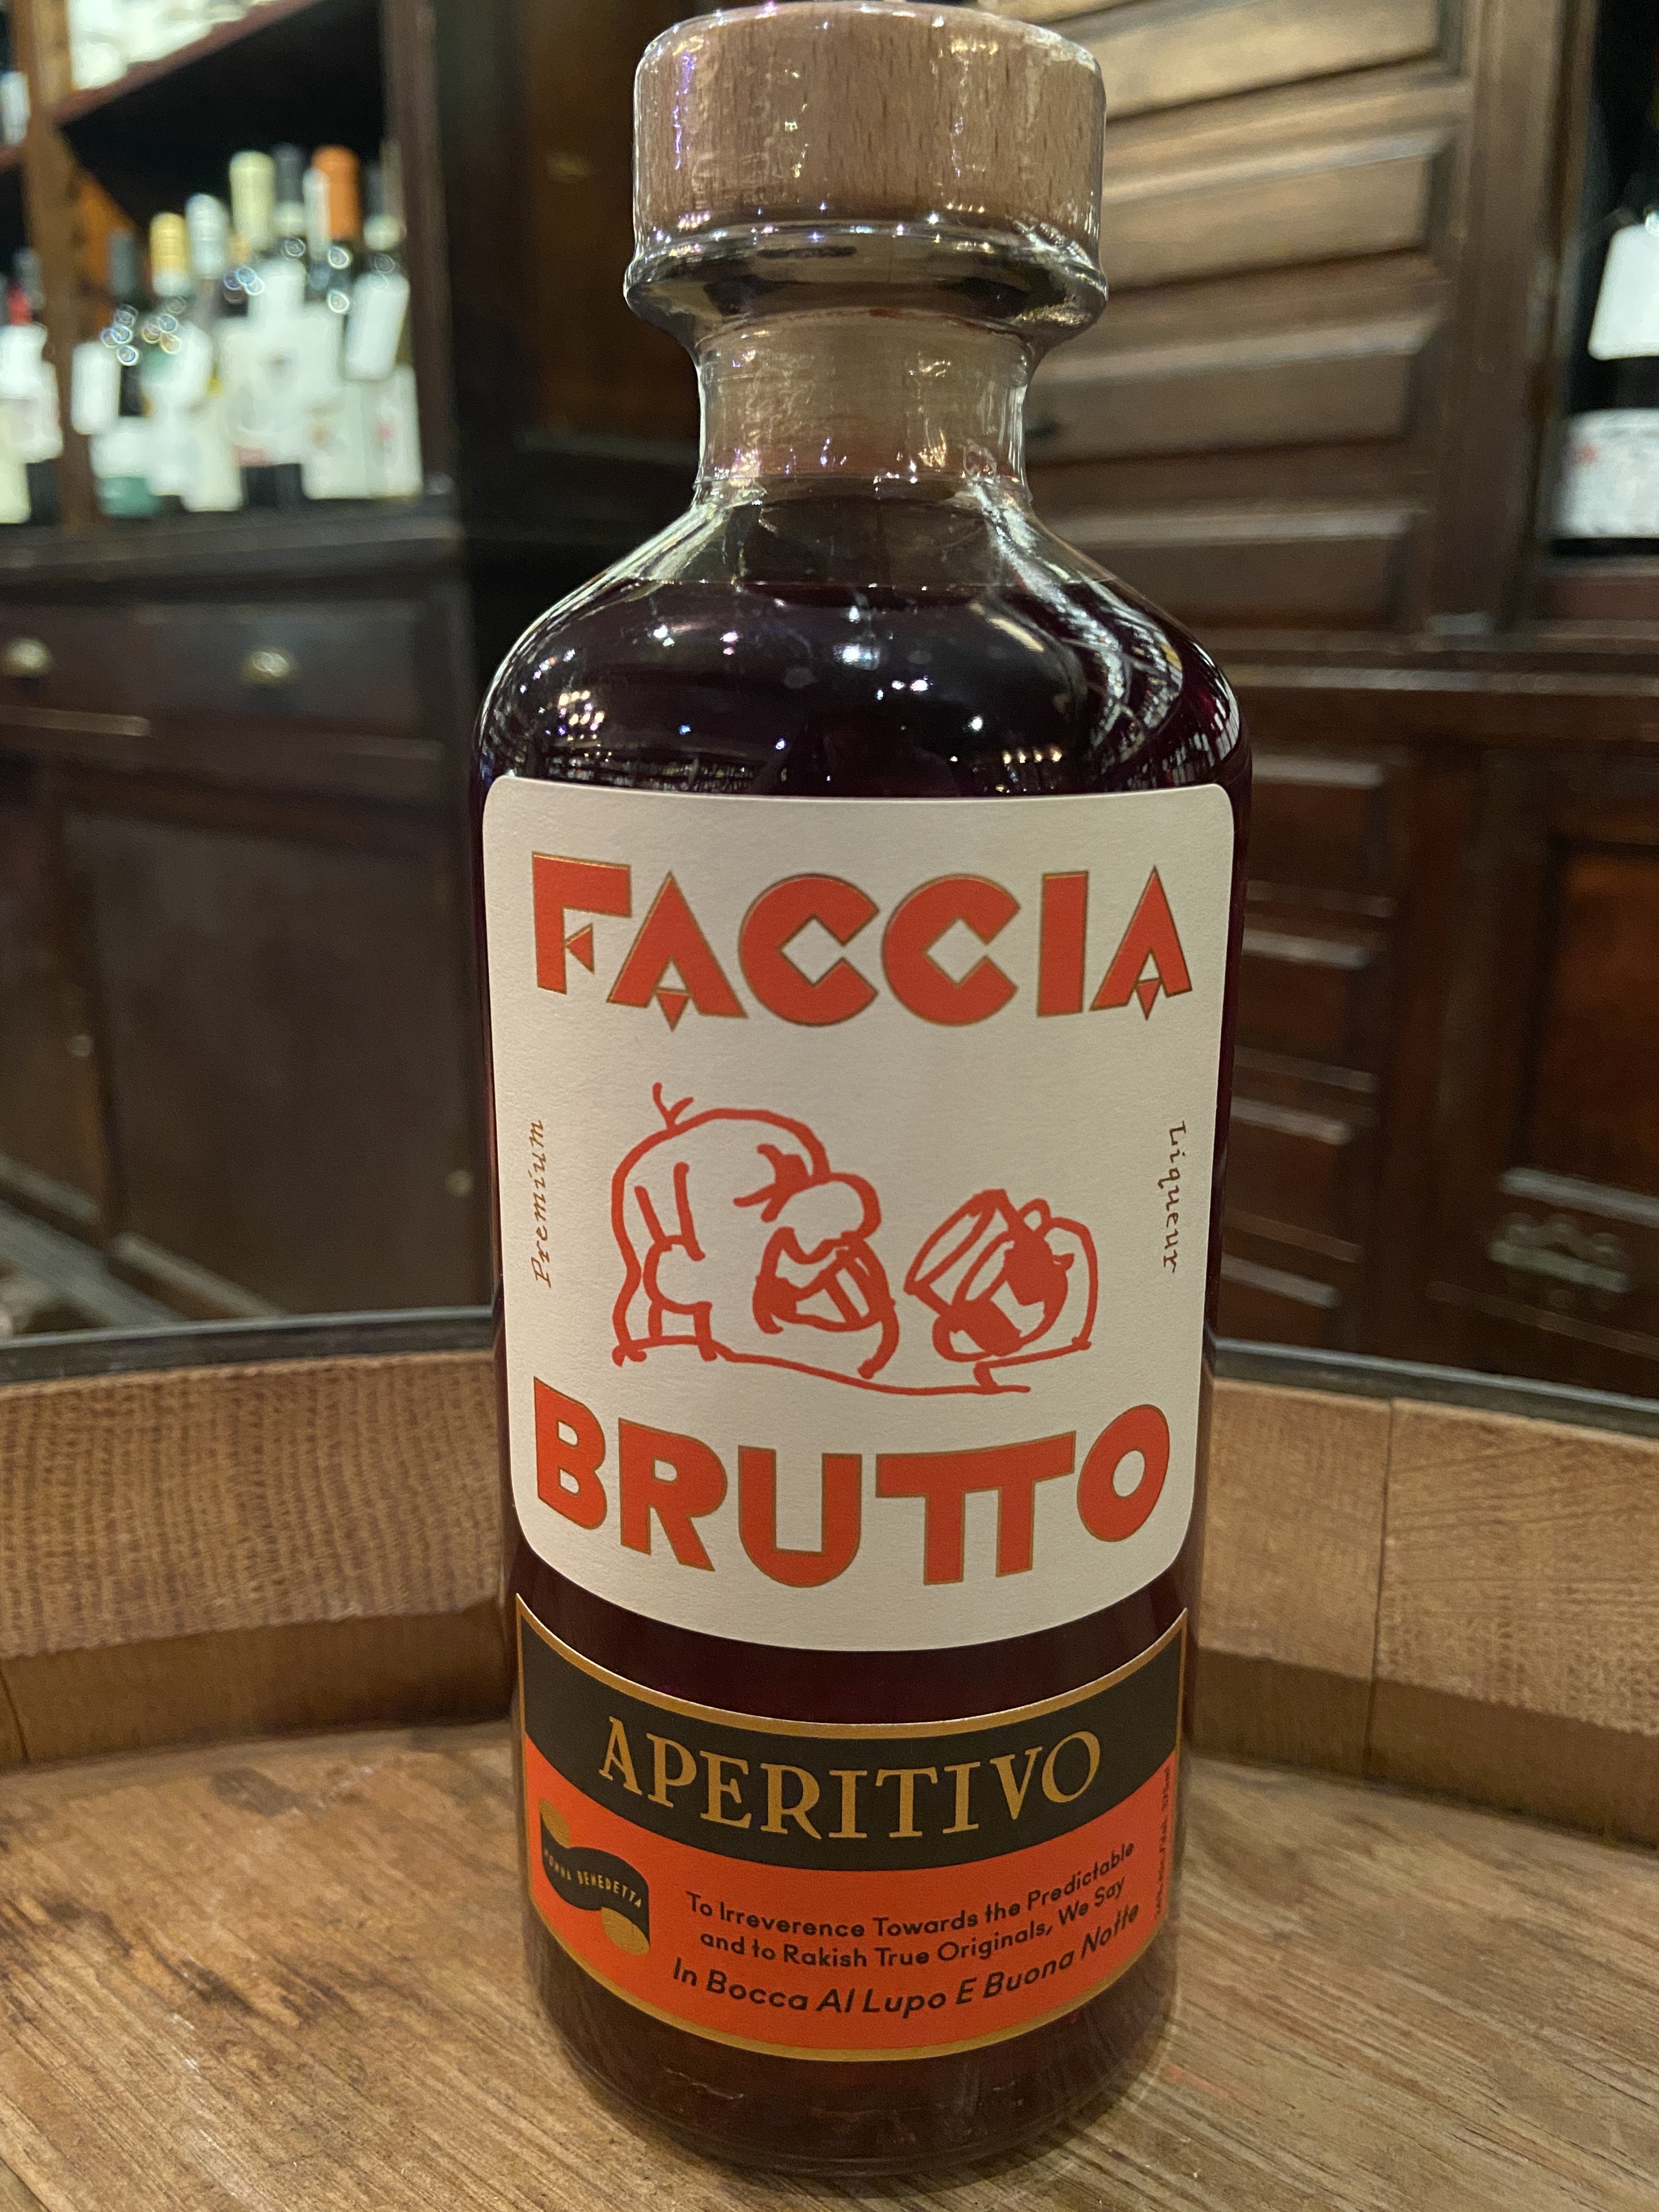 FACCIA
Premium
Liqueur
BRUTTO
APERITIVO
NONNA BENEDETTA
To Irreverence Towards the Predictable
and to Rakish True Originals, We Say
In Bocca Al Lupo E Buona Notte